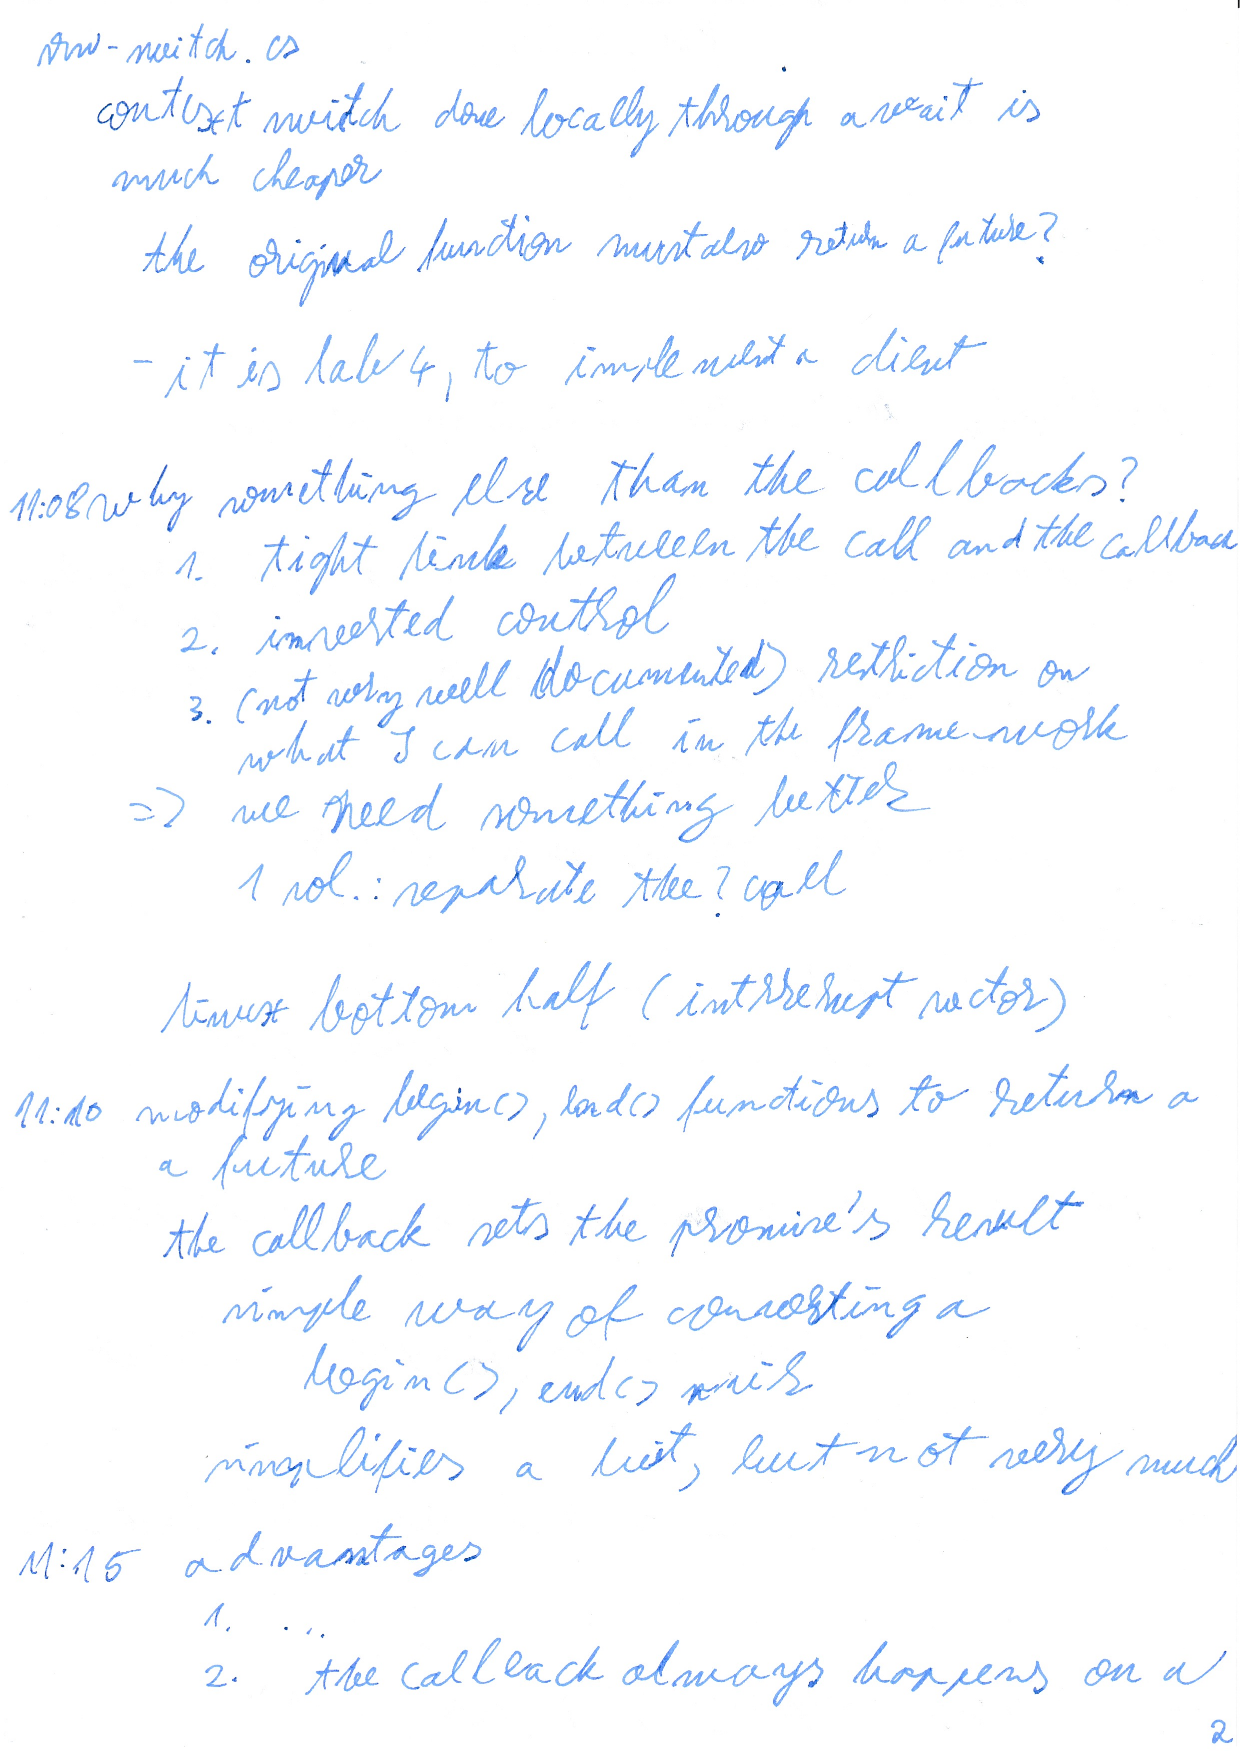 sw-switch.cs
context switch done locally through await is
much cheaper
the original function must also return a future?
- it is lab 4, to implement a client
11:08 why something else than the callbacks?
1. tight link between the call and the callback
2. inverted control
3. (not very well documented) restriction on
what I can call in the framework
=> we need something better
1 sol.: separate the ? call
linux bottom half (interrupt vector)
11:10 modifying begin(), end() functions to return a
a future
the callback sets the promise's result
simple way of converting a
begin(), end() pair
simplifies a bit, but not very much
11:15 advantages
1. ...
2. the callback always happens on a
2